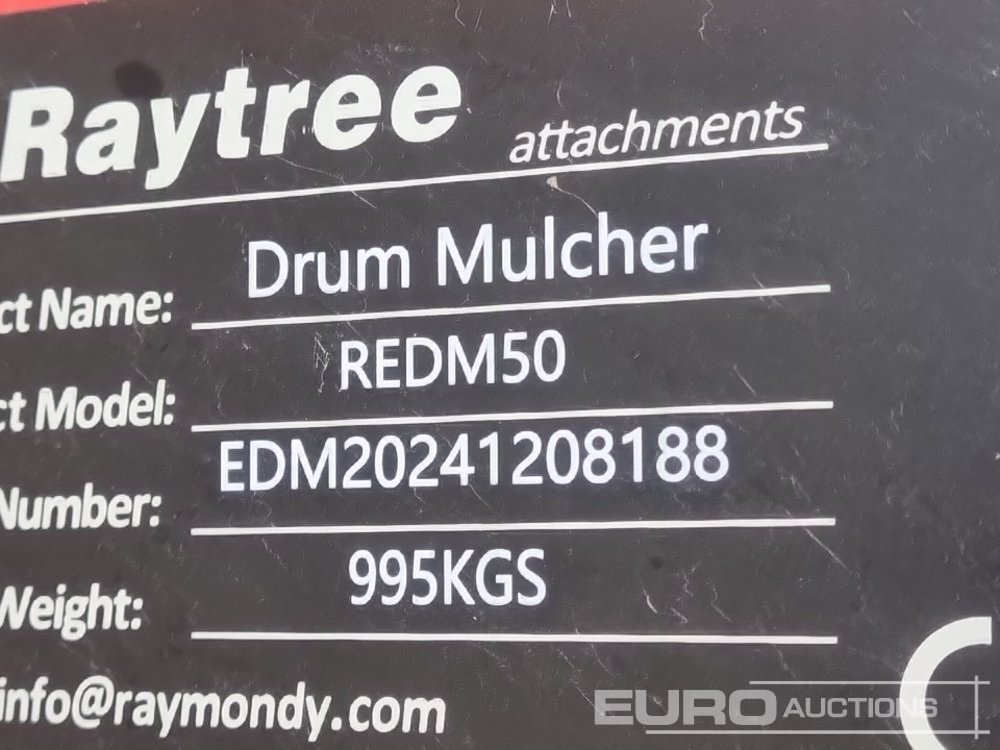 Raytree attachments
ct Name: Drum Mulcher
ct Model: REDM50
Number: EDM20241208188
Weight: 995KGS
info@raymondy.com
EURO AUCTIONS